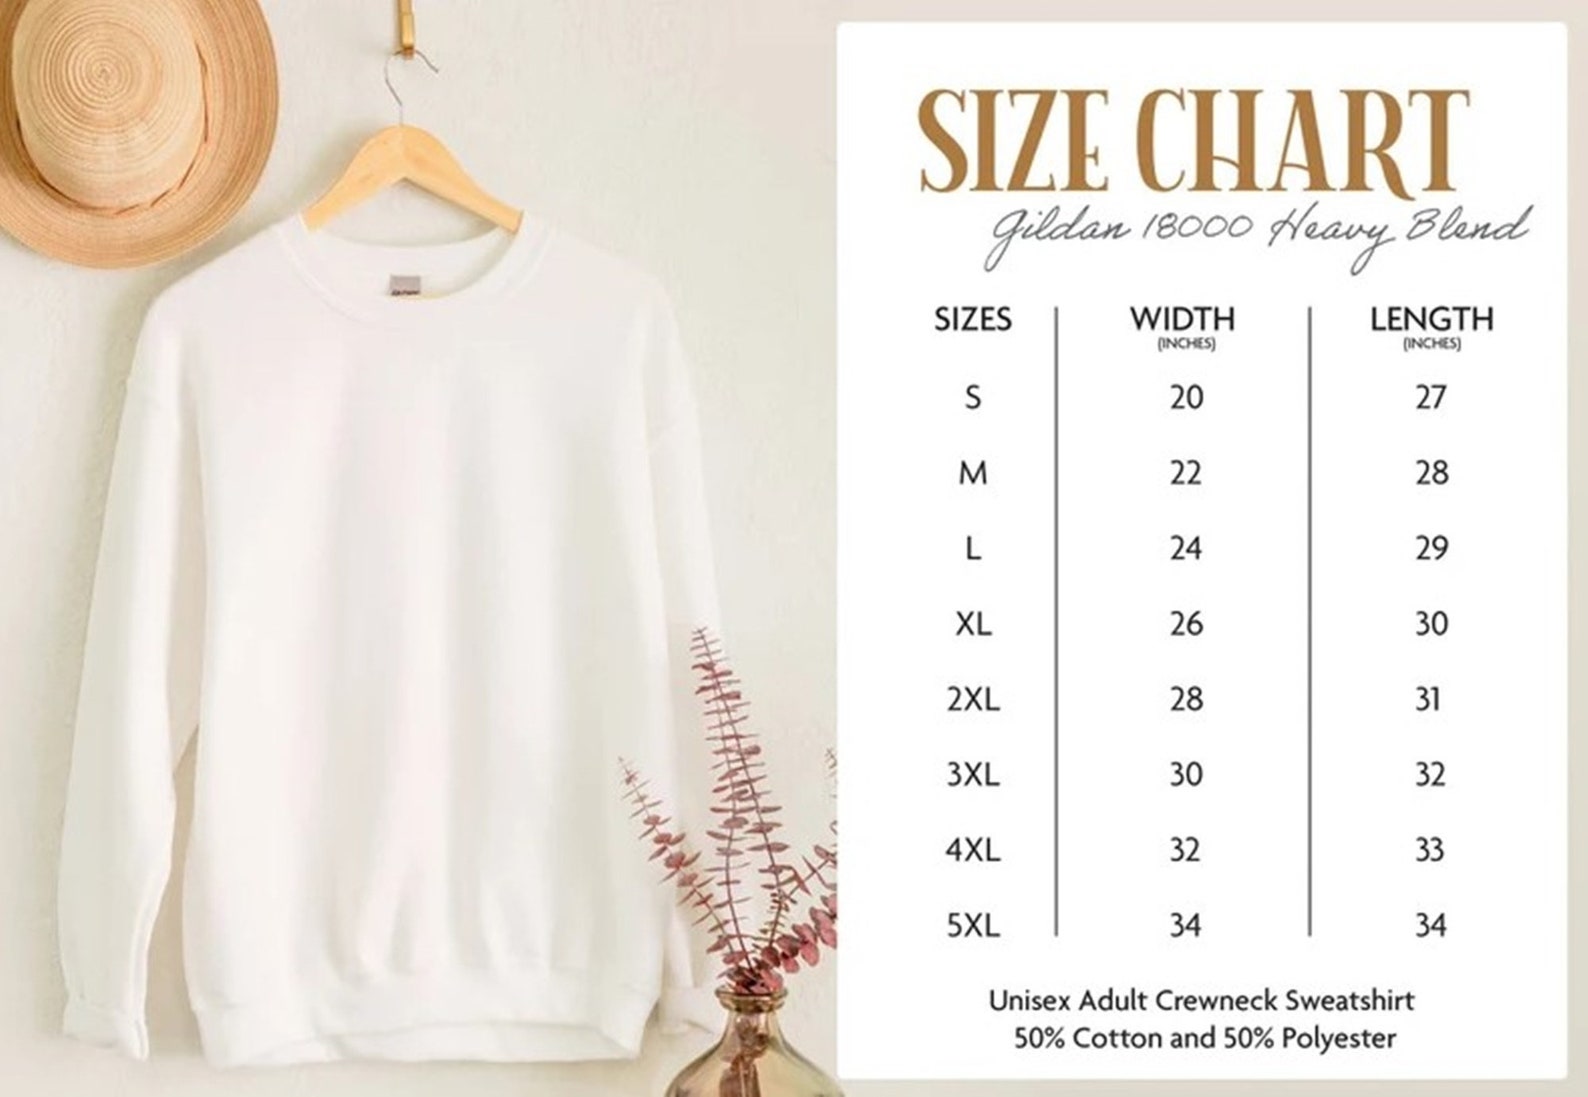 SIZE CHART
Gildan 18000 Heavy Blend
SIZES WIDTH LENGTH
(INCHES) (INCHES)
S 20 27
M 22 28
L 24 29
XL 26 30
2XL 28 31
3XL 30 32
4XL 32 33
5XL 34 34
Unisex Adult Crewneck Sweatshirt
50% Cotton and 50% Polyester